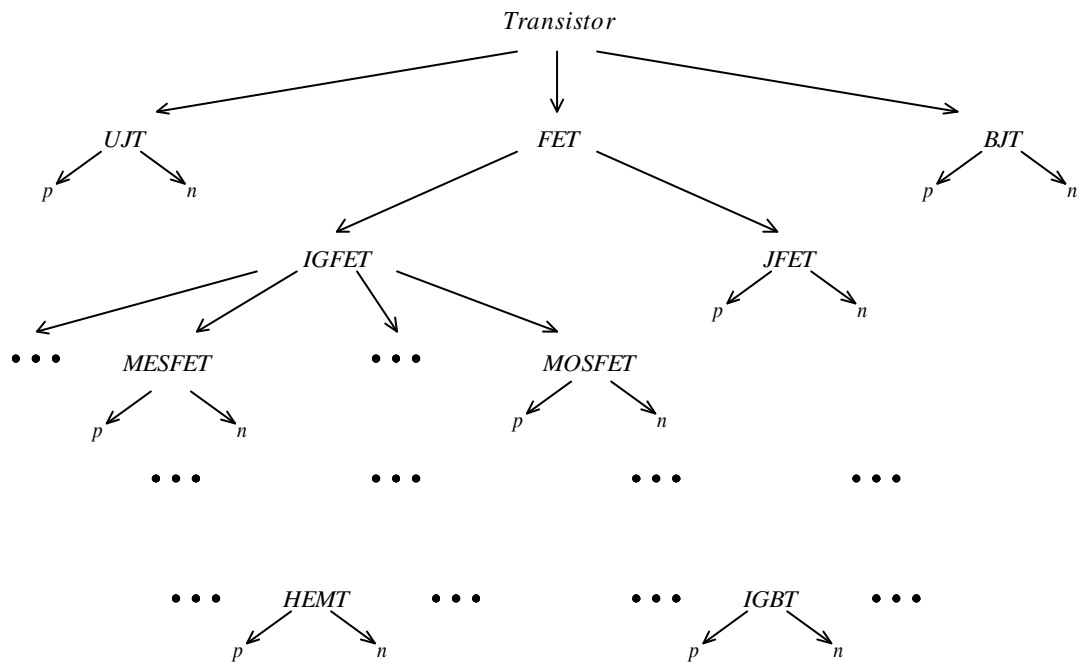 Transistor
UJT FET BJT
p n p n
IGFET JFET
p n
••• MESFET ••• MOSFET
p n p n
••• ••• ••• •••
••• HEMT ••• ••• IGBT •••
p n p n